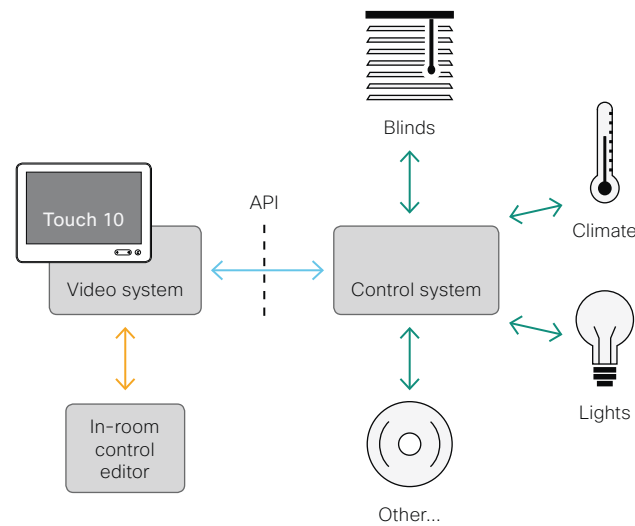 Blinds
Touch 10
API
Climate
Video system
Control system
In-room
control
editor
Lights
Other...